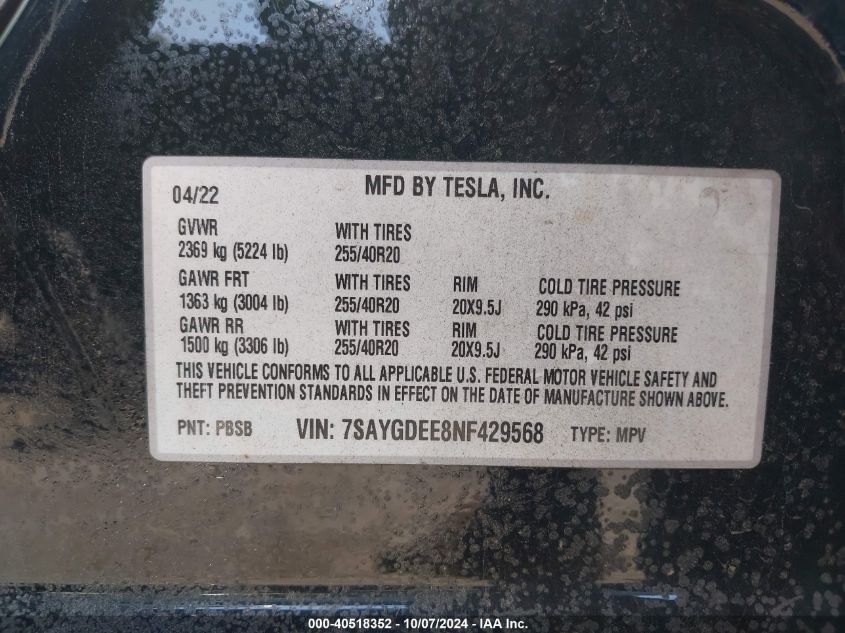 04/22 MFD BY TESLA, INC.
GVWR WITH TIRES
2369 kg (5224 lb) 255/40R20
GAWR FRT WITH TIRES RIM COLD TIRE PRESSURE
1363 kg (3004 lb) 255/40R20 20X9.5J 290 kPa, 42 psi
GAWR RR WITH TIRES RIM COLD TIRE PRESSURE
1500 kg (3306 lb) 255/40R20 20X9.5J 290 kPa, 42 psi
THIS VEHICLE CONFORMS TO ALL APPLICABLE U.S. FEDERAL MOTOR VEHICLE SAFETY AND
THEFT PREVENTION STANDARDS IN EFFECT ON THE DATE OF MANUFACTURE SHOWN ABOVE.
PNT: PBSB VIN: 7SAYGDEE8NF429568 TYPE: MPV
000-40518352 - 10/07/2024 - IAA, Inc.